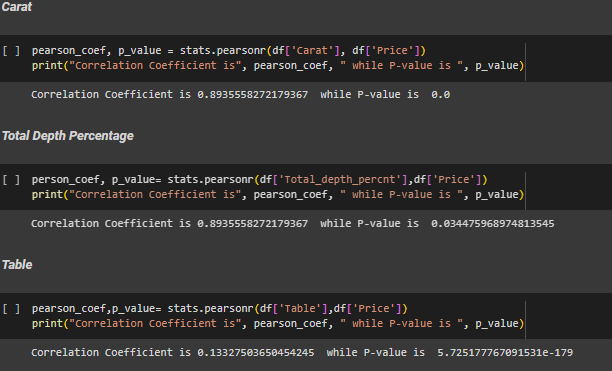 Carat
[ ] pearson_coef, p_value = stats.pearsonr(df['Carat'], df['Price'])
print("Correlation Coefficient is", pearson_coef, " while P-value is ", p_value)
Correlation Coefficient is 0.8935558272179367  while P-value is  0.0
Total Depth Percentage
[ ] person_coef, p_value= stats.pearsonr(df['Total_depth_percnt'],df['Price'])
print("Correlation Coefficient is", pearson_coef, " while P-value is ", p_value)
Correlation Coefficient is 0.8935558272179367  while P-value is  0.034475968974813545
Table
[ ] pearson_coef,p_value= stats.pearsonr(df['Table'],df['Price'])
print("Correlation Coefficient is", pearson_coef, " while P-value is ", p_value)
Correlation Coefficient is 0.13327503650454245  while P-value is  5.725177767091531e-179